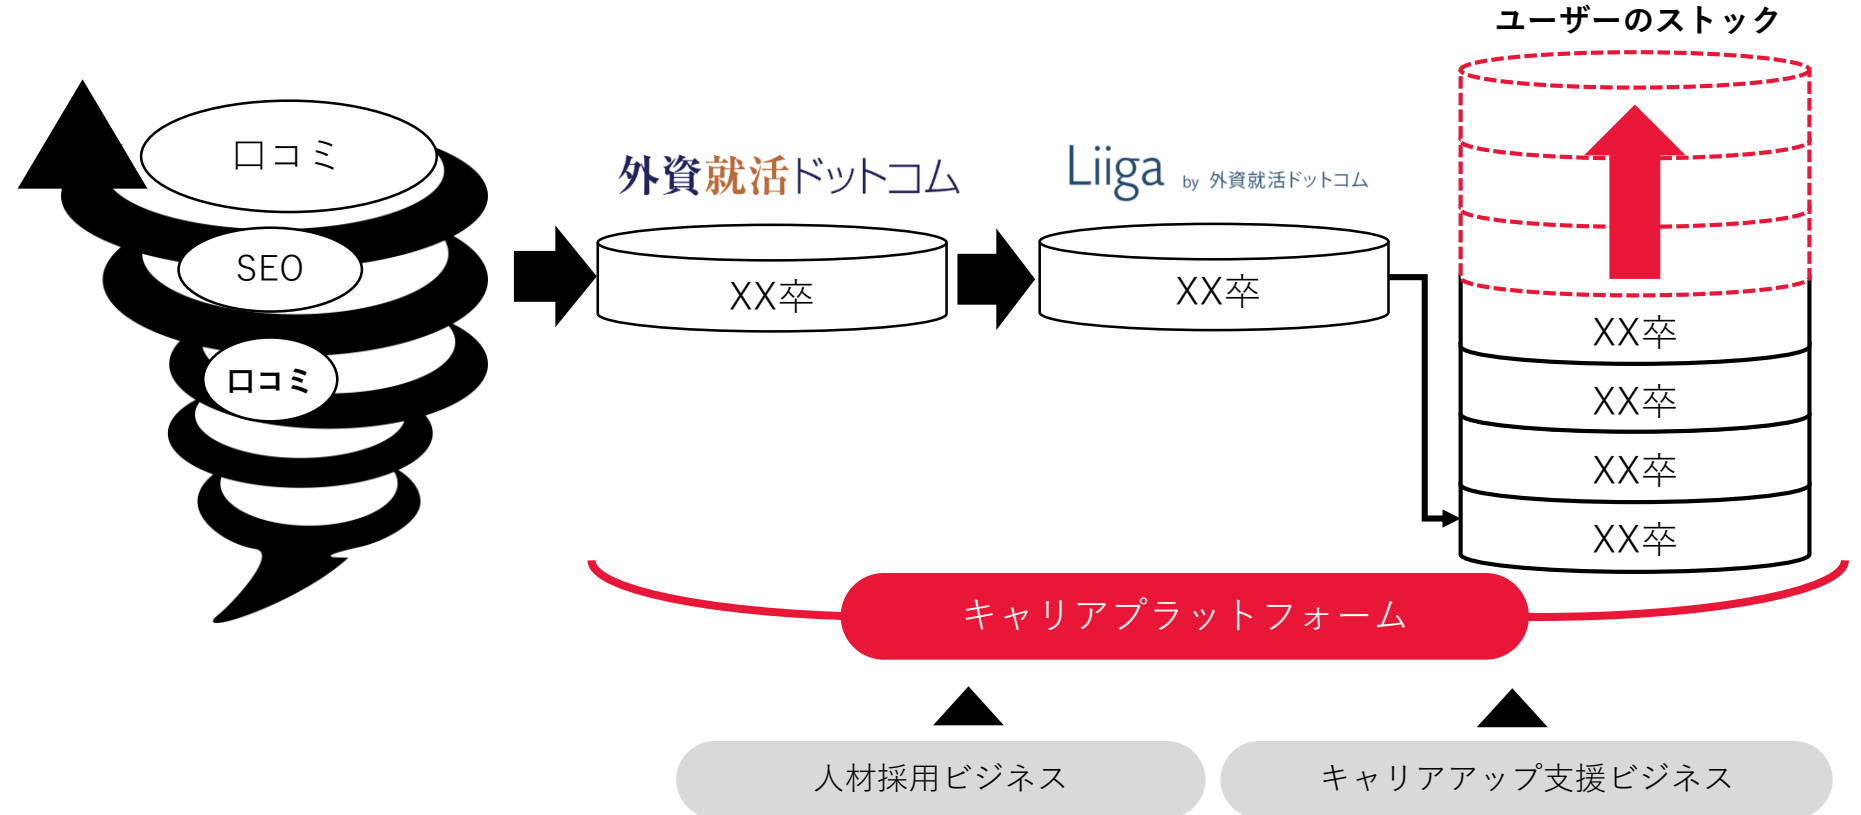 ユーザーのストック
口コミ
SEO
口コミ
外資就活ドットコム
XX卒
Liiga by 外資就活ドットコム
XX卒
XX卒
XX卒
XX卒
XX卒
キャリアプラットフォーム
人材採用ビジネス
キャリアアップ支援ビジネス